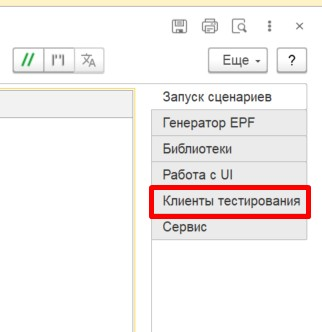 Еще ?
Запуск сценариев
Генератор EPF
Библиотеки
Работа с UI
Клиенты тестирования
Сервис